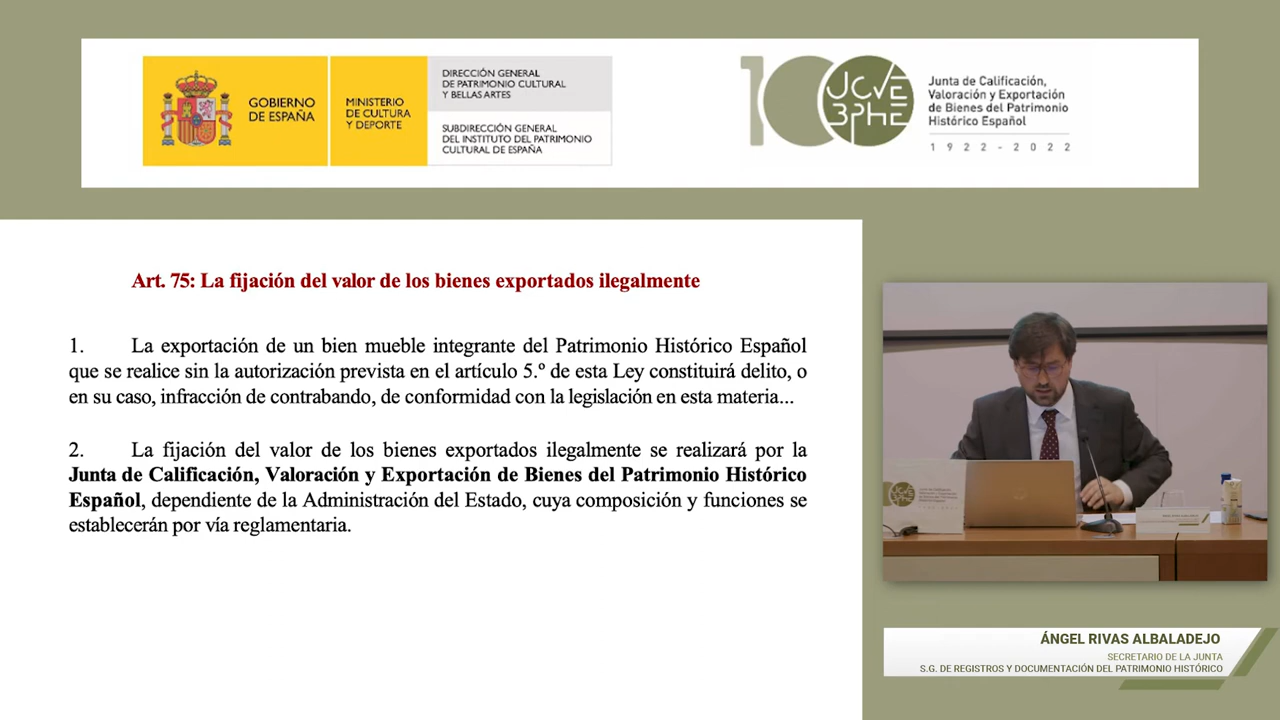 GOBIERNO
DE ESPAÑA
MINISTERIO
DE CULTURA
Y DEPORTE
DIRECCIÓN GENERAL
DE PATRIMONIO CULTURAL
Y BELLAS ARTES
SUBDIRECCIÓN GENERAL
DEL INSTITUTO DEL PATRIMONIO
CULTURAL DE ESPAÑA
100
JCVE
BPHE
Junta de Calificación,
Valoración y Exportación
de Bienes del Patrimonio
Histórico Español
1922-2022
Art. 75: La fijación del valor de los bienes exportados ilegalmente
1. La exportación de un bien mueble integrante del Patrimonio Histórico Español
que se realice sin la autorización prevista en el artículo 5.º de esta Ley constituirá delito, o
en su caso, infracción de contrabando, de conformidad con la legislación en esta materia...
2. La fijación del valor de los bienes exportados ilegalmente se realizará por la
Junta de Calificación, Valoración y Exportación de Bienes del Patrimonio Histórico
Español, dependiente de la Administración del Estado, cuya composición y funciones se
establecerán por vía reglamentaria.
ÁNGEL RIVAS ALBALADEJO
SECRETARIO DE LA JUNTA
S.G. DE REGISTROS Y DOCUMENTACIÓN DEL PATRIMONIO HISTÓRICO